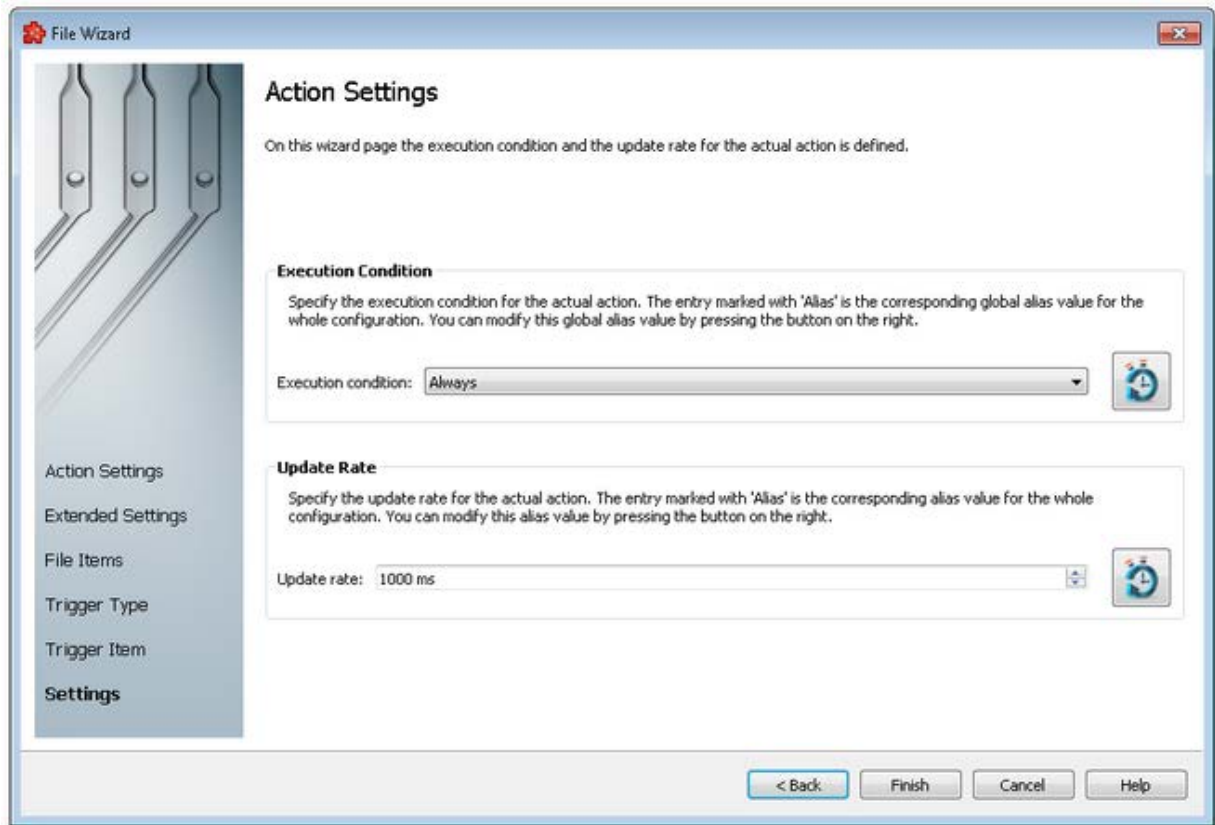 File Wizard
Action Settings
On this wizard page the execution condition and the update rate for the actual action is defined.
Execution Condition
Specify the execution condition for the actual action. The entry marked with 'Alias' is the corresponding global alias value for the
whole configuration. You can modify this global alias value by pressing the button on the right.
Execution condition: Always
Update Rate
Specify the update rate for the actual action. The entry marked with 'Alias' is the corresponding alias value for the whole
configuration. You can modify this alias value by pressing the button on the right.
Update rate: 1000 ms
Action Settings
Extended Settings
File Items
Trigger Type
Trigger Item
Settings
< Back Finish Cancel Help